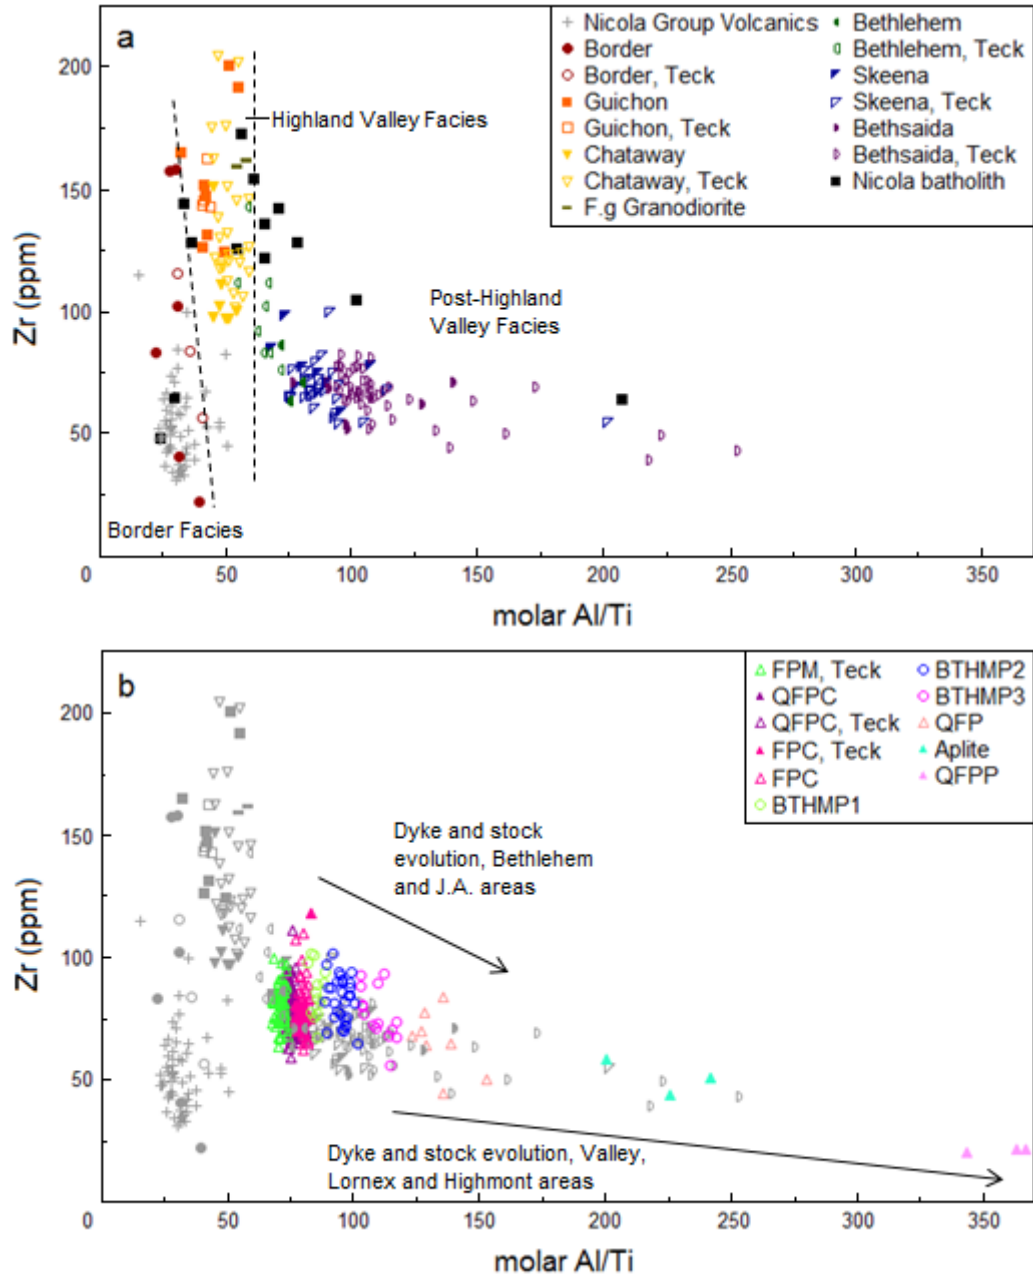 a
Nicola Group Volcanics
Border
Border, Teck
Guichon
Guichon, Teck
Chataway
Chataway, Teck
F.g Granodiorite
Bethlehem
Bethlehem, Teck
Skeena
Skeena, Teck
Bethsaida
Bethsaida, Teck
Nicola batholith
Highland Valley Facies
Post-Highland
Valley Facies
Border Facies
Zr (ppm)
200
150
100
50
0 50 100 150 200 250 300 350
molar Al/Ti
b
FPM, Teck
QFPC
QFPC, Teck
FPC, Teck
FPC
BTHMP1
BTHMP2
BTHMP3
QFP
Aplite
QFPP
Dyke and stock
evolution, Bethlehem
and J.A. areas
Dyke and stock evolution, Valley,
Lornex and Highmont areas
Zr (ppm)
200
150
100
50
0 50 100 150 200 250 300 350
molar Al/Ti